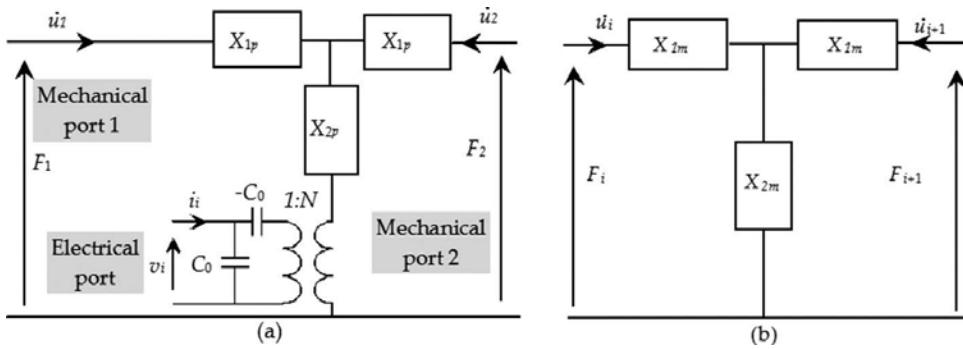 u̇1
X1p
X1p
u̇2
Mechanical
port 1
X2p
F1
F2
-C0
1:N
ii
Electrical
port
vi
C0
Mechanical
port 2
(a)
u̇i
X1m
X1m
u̇i+1
Fi
X2m
Fi+1
(b)